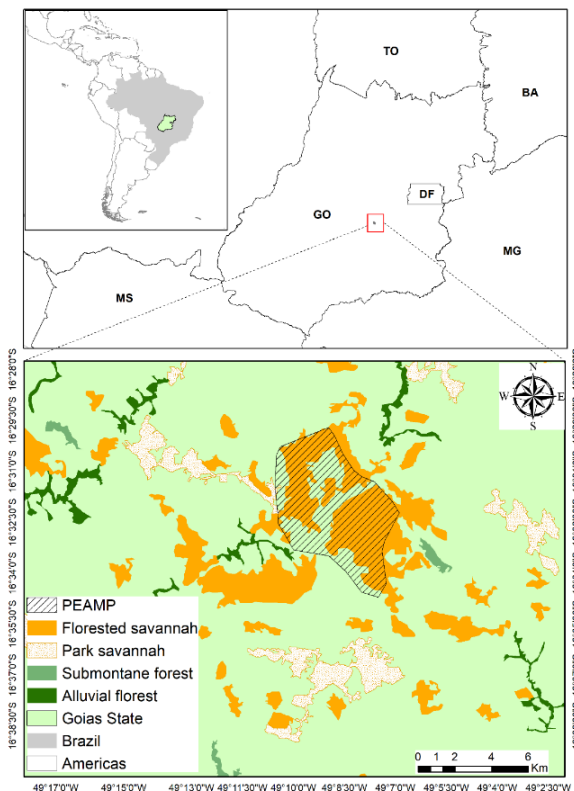 TO
BA
DF
GO
MG
MS
16°28'0"S
16°29'30"S
16°31'0"S
16°32'30"S
16°34'0"S
16°35'30"S
16°37'0"S
16°38'30"S
N
W E
S
PEAMP
Florested savannah
Park savannah
Submontane forest
Alluvial florest
Goias State
Brazil
Americas
0 1 2 4 6
Km
49°17'0"W 49°15'0"W 49°13'0"W 49°11'30"W 49°10'0"W 49°8'30"W 49°7'0"W 49°5'30"W 49°4'0"W 49°2'30"W